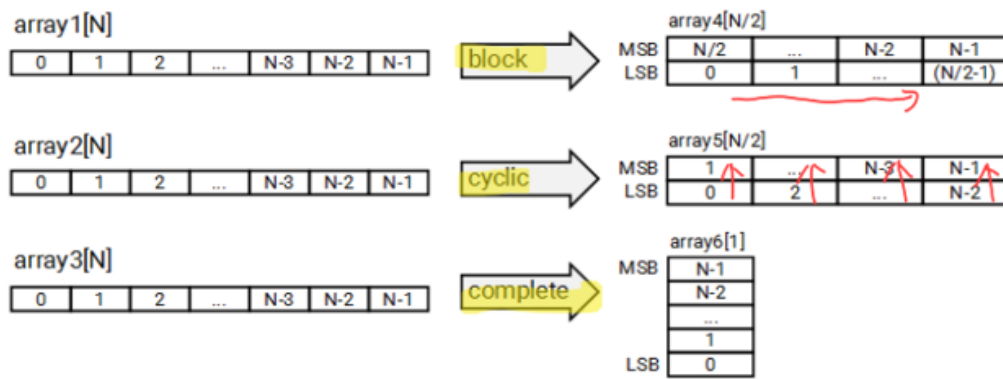 array1[N]
0 1 2 ... N-3 N-2 N-1
block
array4[N/2]
MSB N/2 ... N-2 N-1
LSB 0 1 ... (N/2-1)
array2[N]
0 1 2 ... N-3 N-2 N-1
cyclic
array5[N/2]
MSB 1 ... N-3 N-1
LSB 0 2 ... N-2
array3[N]
0 1 2 ... N-3 N-2 N-1
complete
array6[1]
MSB N-1
N-2
...
1
LSB 0